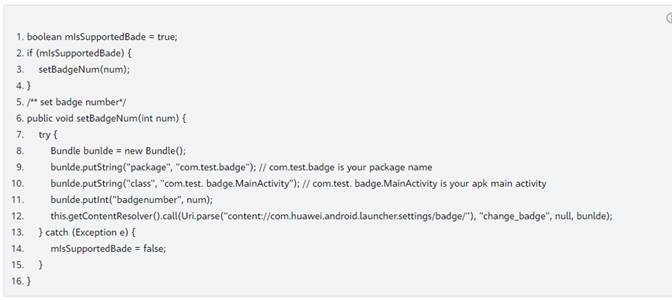 1. boolean mIsSupportedBade = true;
2. if (mIsSupportedBade) {
3.     setBadgeNum(num);
4. }
5. /** set badge number*/
6. public void setBadgeNum(int num) {
7.     try {
8.         Bundle bunlde = new Bundle();
9.         bunlde.putString("package", "com.test.badge"); // com.test.badge is your package name
10.         bunlde.putString("class", "com.test. badge.MainActivity"); // com.test. badge.MainActivity is your apk main activity
11.         bunlde.putInt("badgenumber", num);
12.         this.getContentResolver().call(Uri.parse("content://com.huawei.android.launcher.settings/badge/"), "change_badge", null, bunlde);
13.     } catch (Exception e) {
14.         mIsSupportedBade = false;
15.     }
16. }